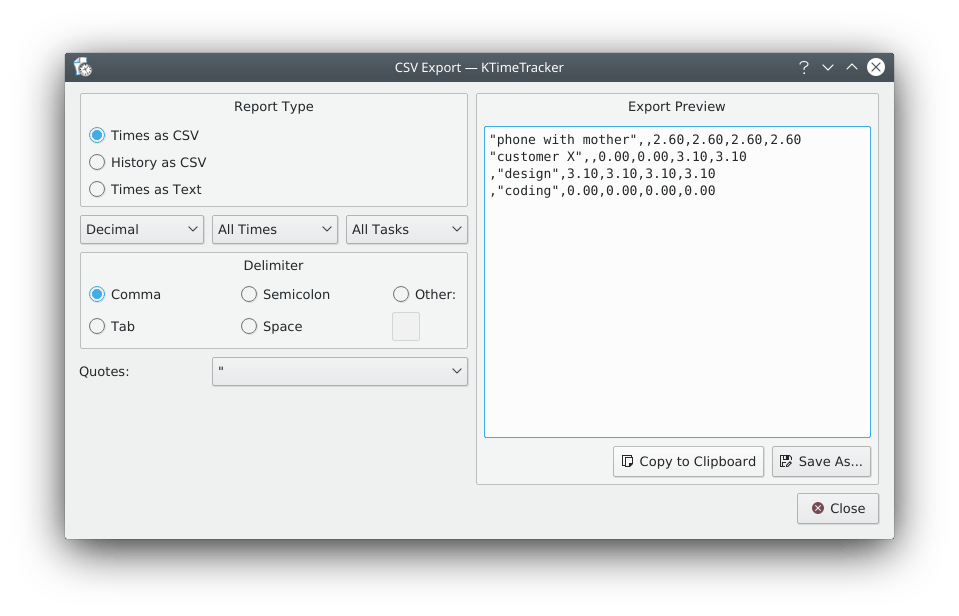 CSV Export — KTimeTracker
Report Type
Times as CSV
History as CSV
Times as Text
Decimal
All Times
All Tasks
Delimiter
Comma
Semicolon
Other:
Tab
Space
Quotes:
"
Export Preview
"phone with mother",,2.60,2.60,2.60,2.60
"customer X",,0.00,0.00,3.10,3.10
,"design",3.10,3.10,3.10,3.10
,"coding",0.00,0.00,0.00,0.00
Copy to Clipboard
Save As...
Close